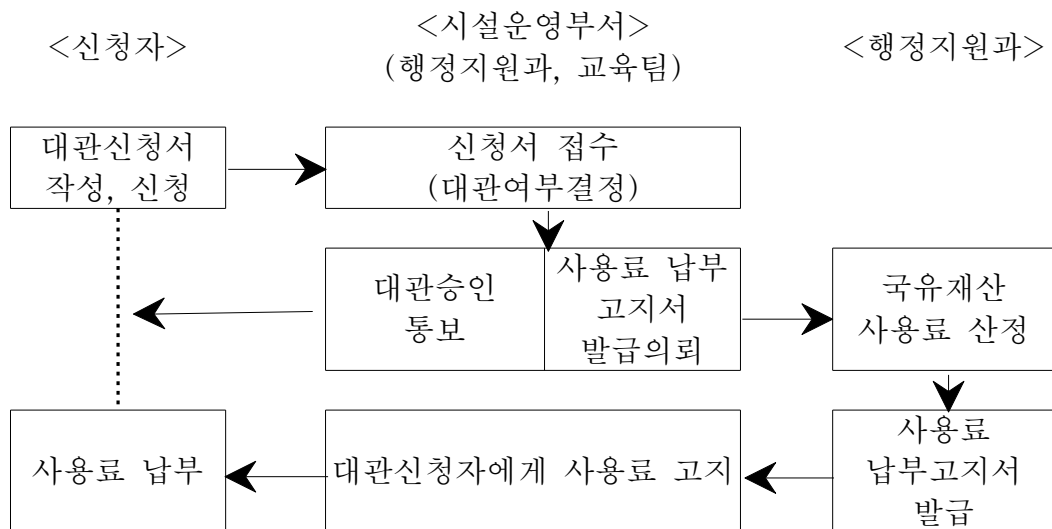 <신청자>
<시설운영부서>
(행정지원과, 교육팀)
<행정지원과>
대관신청서
작성, 신청
신청서 접수
(대관여부결정)
대관승인
통보
사용료 납부
고지서
발급의뢰
국유재산
사용료 산정
사용료 납부
대관신청자에게 사용료 고지
사용료
납부고지서
발급